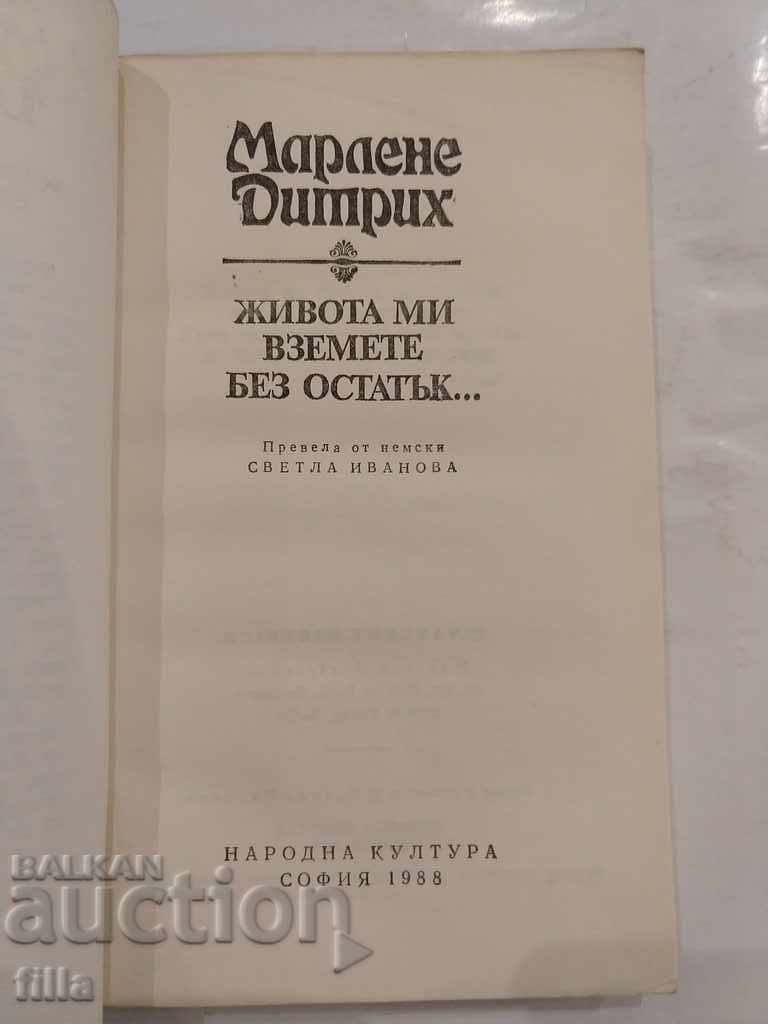 Марлене
Дитрих
ЖИВОТА МИ
ВЗЕМЕТЕ
БЕЗ ОСТАТЪК...
Превела от немски
СВЕТЛА ИВАНОВА
НАРОДНА КУЛТУРА
СОФИЯ 1988
BALKAN
auction
filla